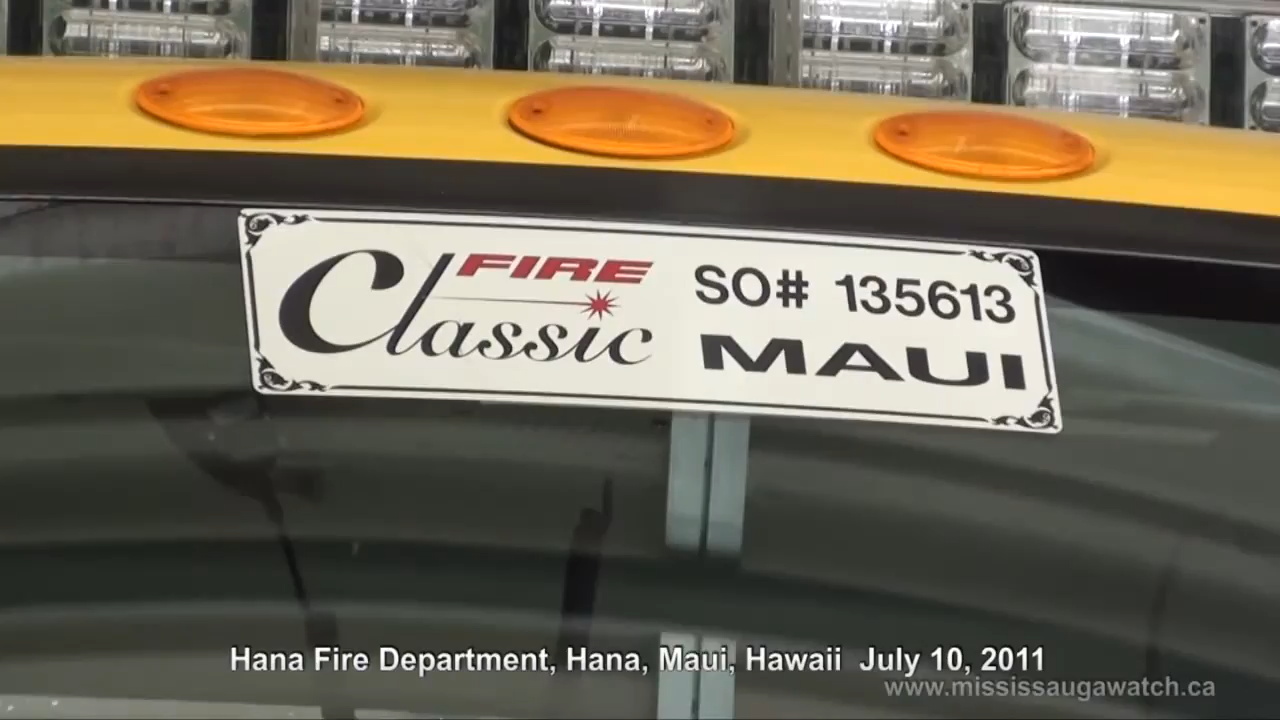 FIRE
Classic
SO# 135613
MAUI
Hana Fire Department, Hana, Maui, Hawaii July 10, 2011
www.mississaugawatch.ca